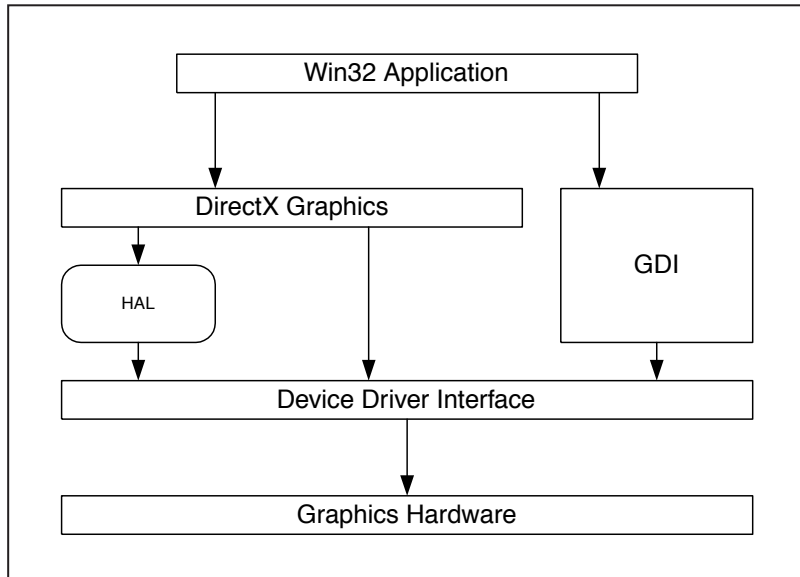 Win32 Application
DirectX Graphics
GDI
HAL
Device Driver Interface
Graphics Hardware